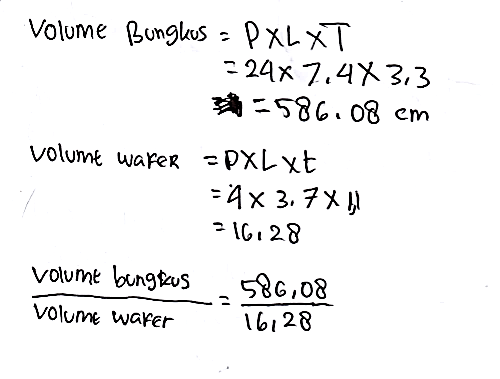 Volume Bungkus = P X L X T
= 24 X 7.4 X 3,3
= 586.08 cm
Volume wafer = P X L X t
= 4 X 3.7 X 1,1
= 16,28
Volume bungkus = 586,08
Volume wafer 16,28